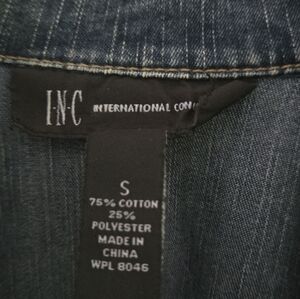 I·N·C INTERNATIONAL CON
S
75% COTTON
25%
POLYESTER
MADE IN
CHINA
WPL 8046